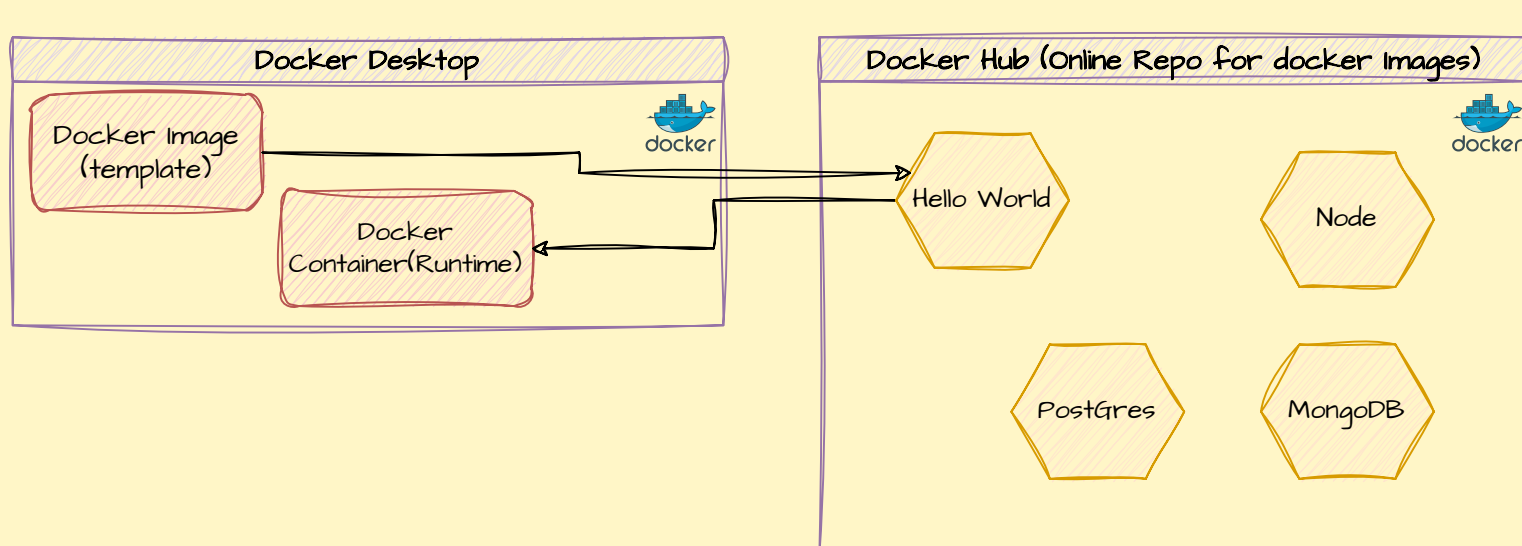 Docker Desktop
Docker Hub (Online Repo for docker Images)
Docker Image
(template)
docker
docker
Hello World
Node
Docker
Container(Runtime)
PostGres
MongoDB